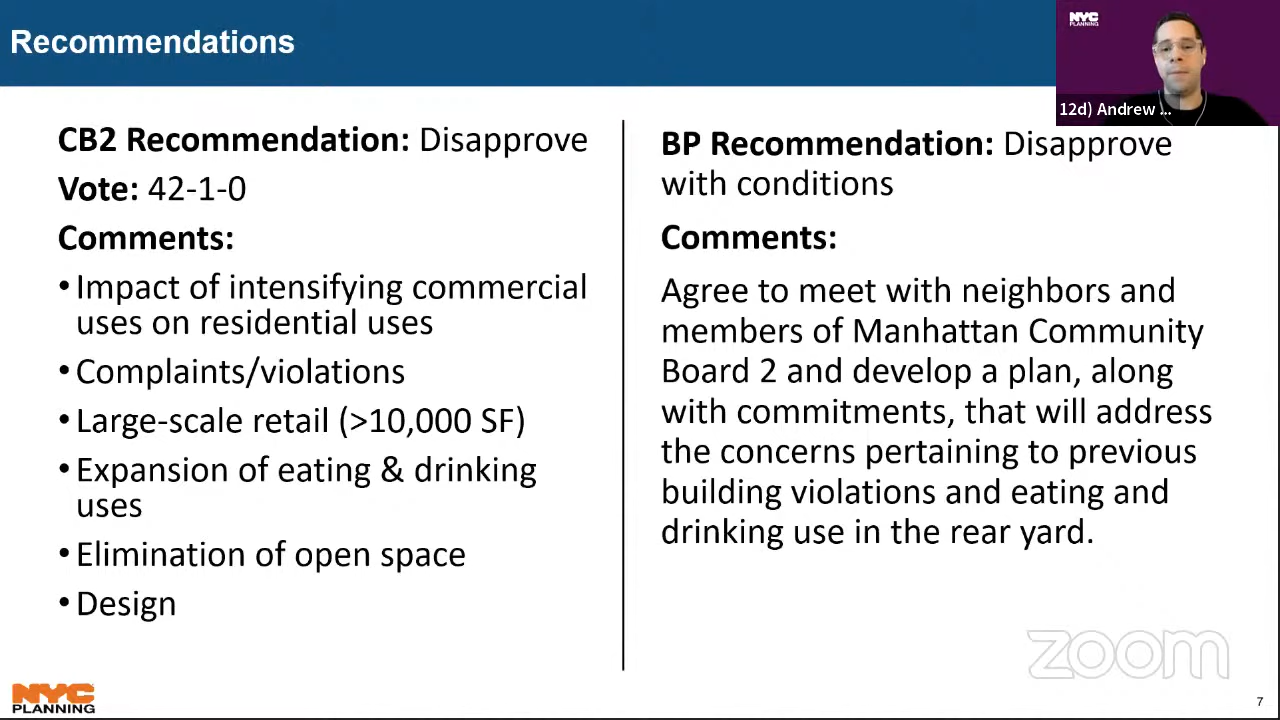 Recommendations
NYC
PLANNING
12d) Andrew ...
CB2 Recommendation: Disapprove
Vote: 42-1-0
Comments:
•Impact of intensifying commercial
uses on residential uses
•Complaints/violations
•Large-scale retail (>10,000 SF)
•Expansion of eating & drinking
uses
•Elimination of open space
•Design
BP Recommendation: Disapprove
with conditions
Comments:
Agree to meet with neighbors and
members of Manhattan Community
Board 2 and develop a plan, along
with commitments, that will address
the concerns pertaining to previous
building violations and eating and
drinking use in the rear yard.
zoom
NYC
PLANNING
7